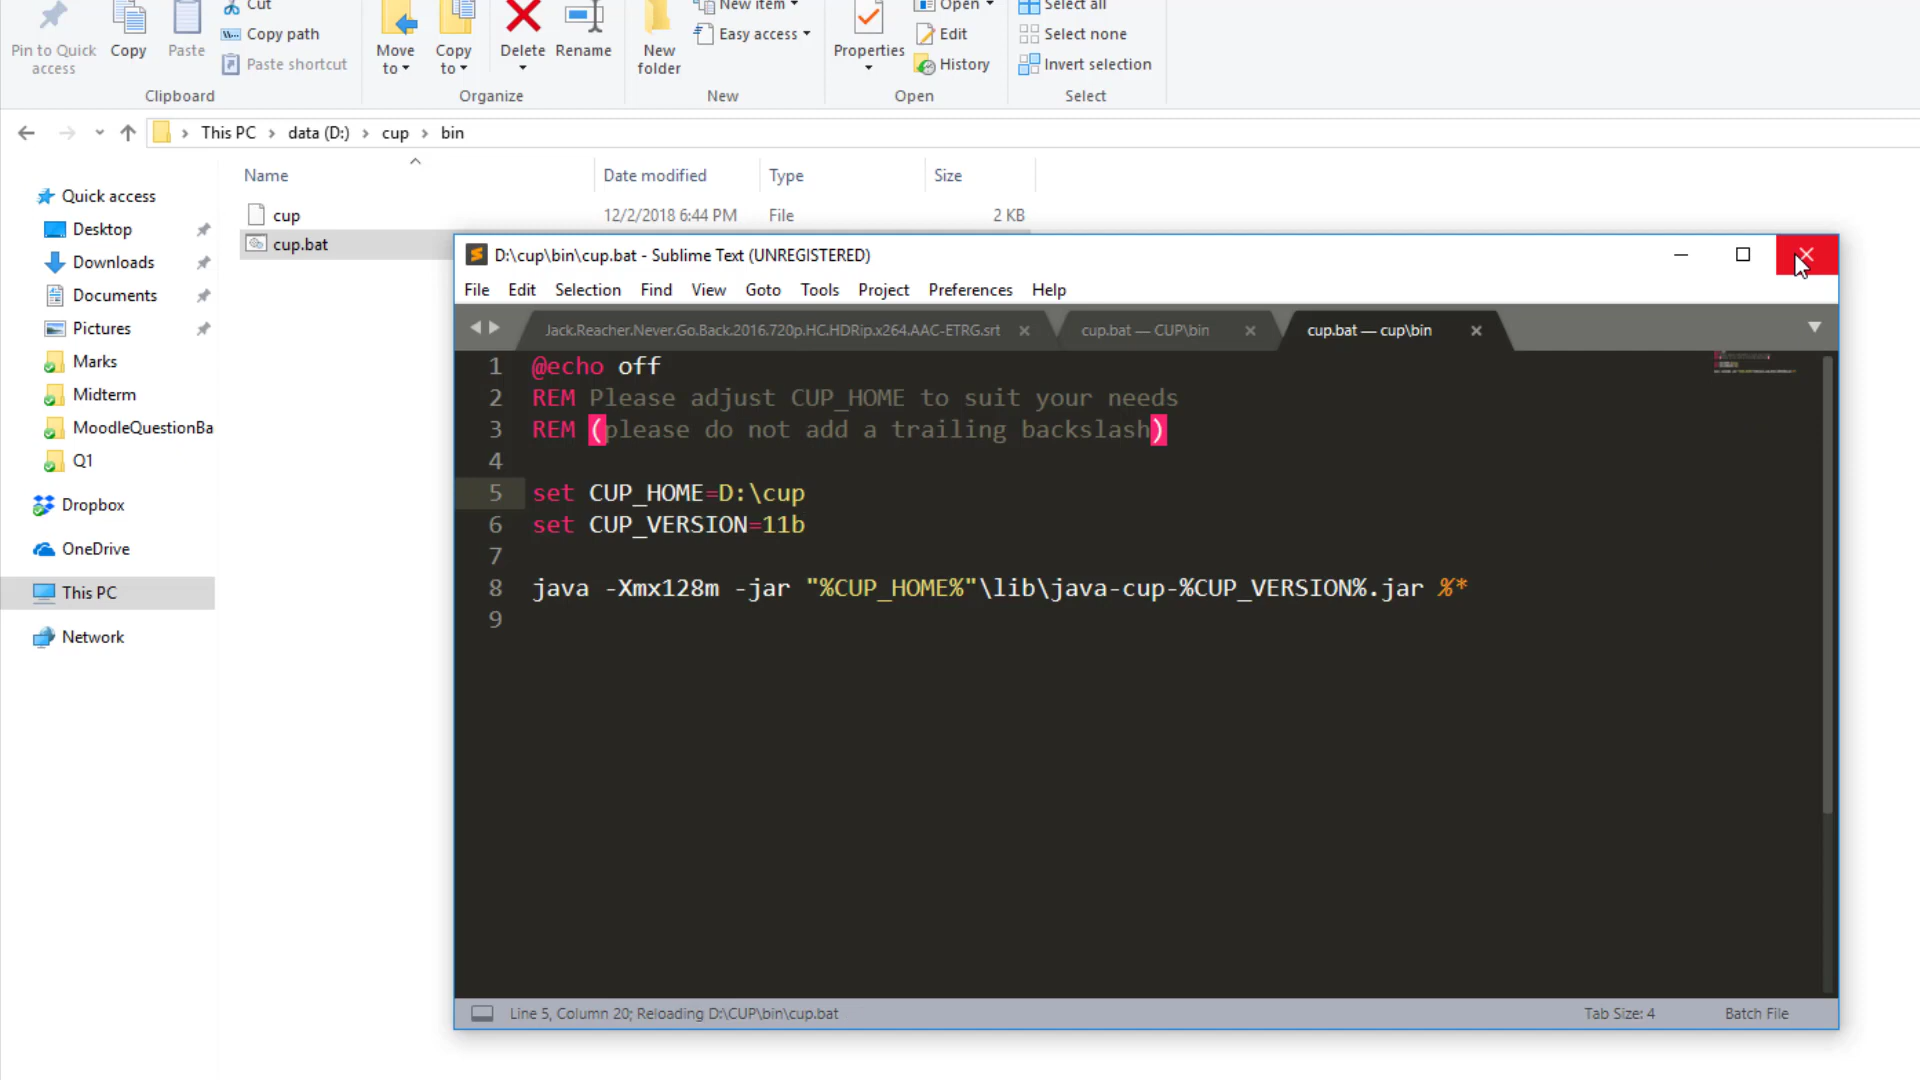 Cut
New item
Open
Select all
Copy path
Easy access
Edit
Select none
Pin to Quick access
Copy
Paste
Paste shortcut
Move to
Copy to
Delete
Rename
New folder
Properties
History
Invert selection
Clipboard
Organize
New
Open
Select
This PC > data (D:) > cup > bin
Name
Date modified
Type
Size
cup
12/2/2018 6:44 PM
File
2 KB
cup.bat
Quick access
Desktop
Downloads
Documents
Pictures
Marks
Midterm
MoodleQuestionBa
Q1
Dropbox
OneDrive
This PC
Network
D:\cup\bin\cup.bat - Sublime Text (UNREGISTERED)
File Edit Selection Find View Goto Tools Project Preferences Help
Jack.Reacher.Never.Go.Back.2016.720p.HC.HDRip.x264.AAC-ETRG.srt
cup.bat — CUP\bin
cup.bat — cup\bin
1 @echo off
2 REM Please adjust CUP_HOME to suit your needs
3 REM (please do not add a trailing backslash)
4
5 set CUP_HOME=D:\cup
6 set CUP_VERSION=11b
7
8 java -Xmx128m -jar "%CUP_HOME%"\lib\java-cup-%CUP_VERSION%.jar %*
9
Line 5, Column 20; Reloading D:\CUP\bin\cup.bat
Tab Size: 4
Batch File